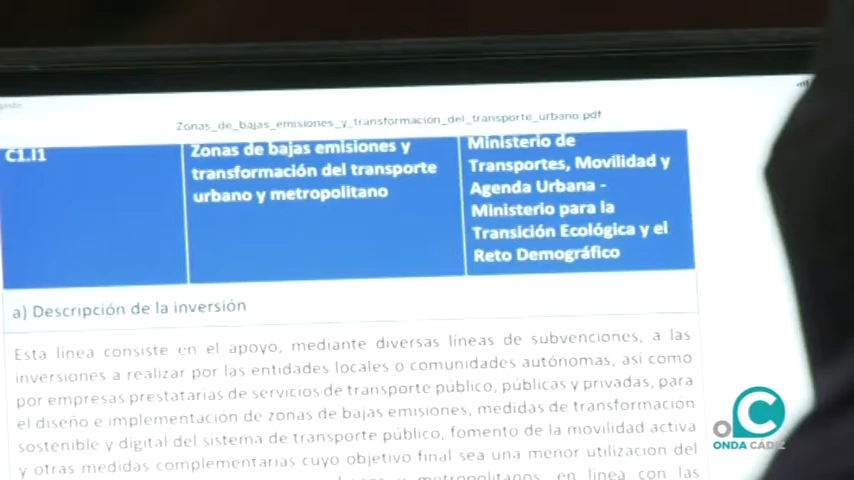 Zonas_de_bajas_emisiones_y_transformacion_del_transporte_urbano.pdf
C1.I1
Zonas de bajas emisiones y
transformación del transporte
urbano y metropolitano
Ministerio de
Transportes, Movilidad y
Agenda Urbana -
Ministerio para la
Transición Ecológica y el
Reto Demográfico
a) Descripción de la inversión
Esta línea consiste en el apoyo, mediante diversas líneas de subvenciones, a las
inversiones a realizar por las entidades locales o comunidades autónomas, así como
por empresas prestatarias de servicios de transporte público, públicas y privadas, para
el diseño e implementación de zonas de bajas emisiones, medidas de transformación
sostenible y digital del sistema de transporte público, fomento de la movilidad activa
y otras medidas complementarias cuyo objetivo final sea una menor utilización del
metropolitanos, en línea con las
ONDA CÁDIZ